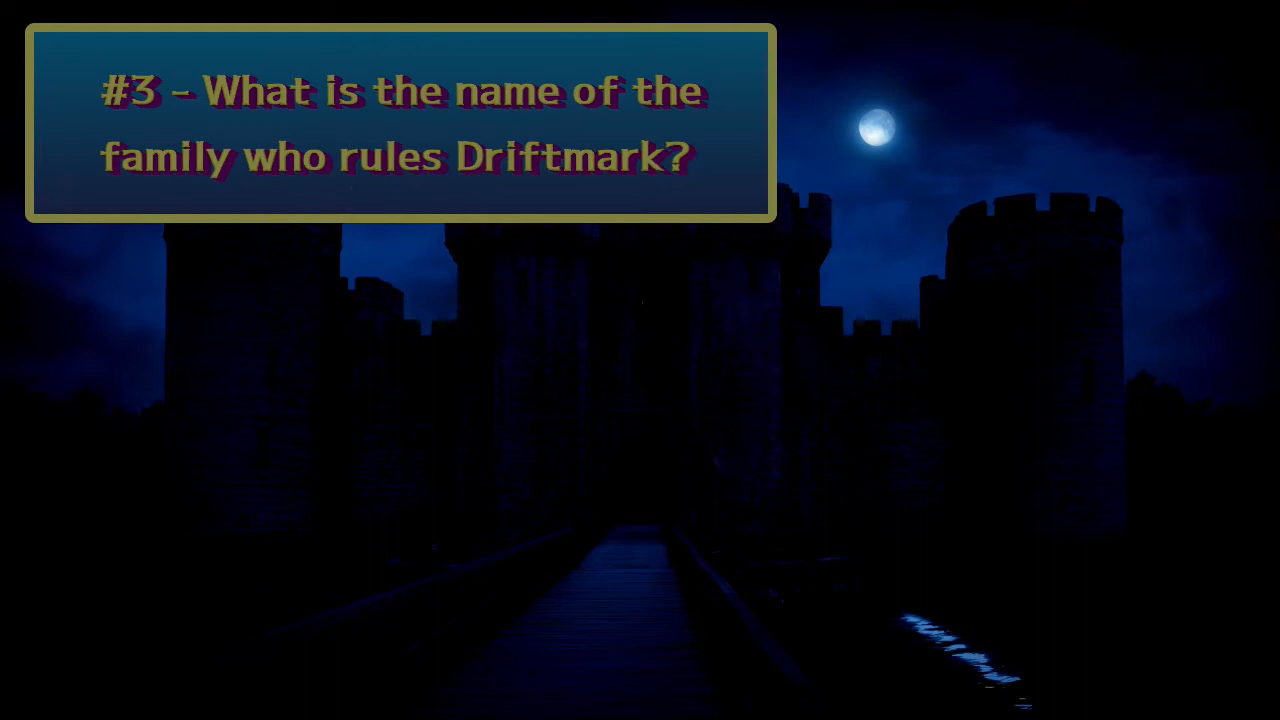 #3 - What is the name of the
family who rules Driftmark?